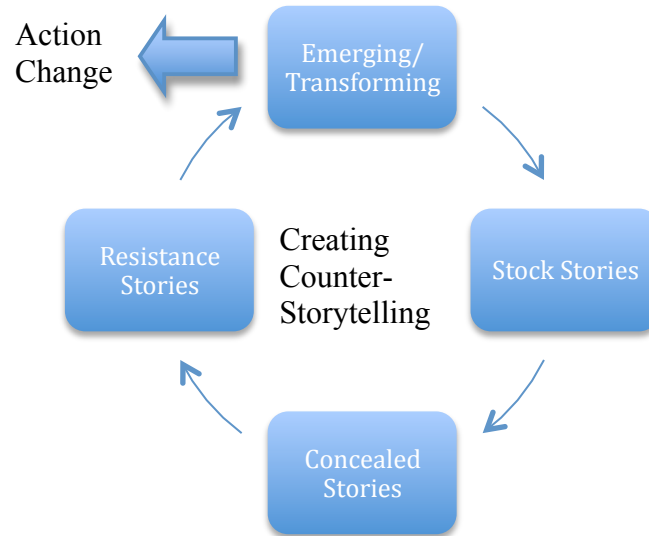 Action
Change
Emerging/
Transforming
Resistance
Stories
Creating
Counter-
Storytelling
Stock Stories
Concealed
Stories